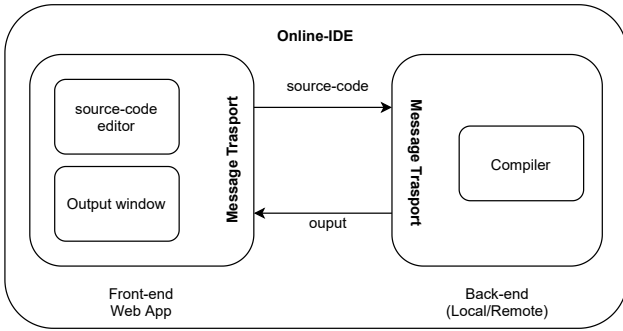 Online-IDE
source-code
editor
Output window
Message Trasport
source-code
ouput
Message Trasport
Compiler
Front-end
Web App
Back-end
(Local/Remote)